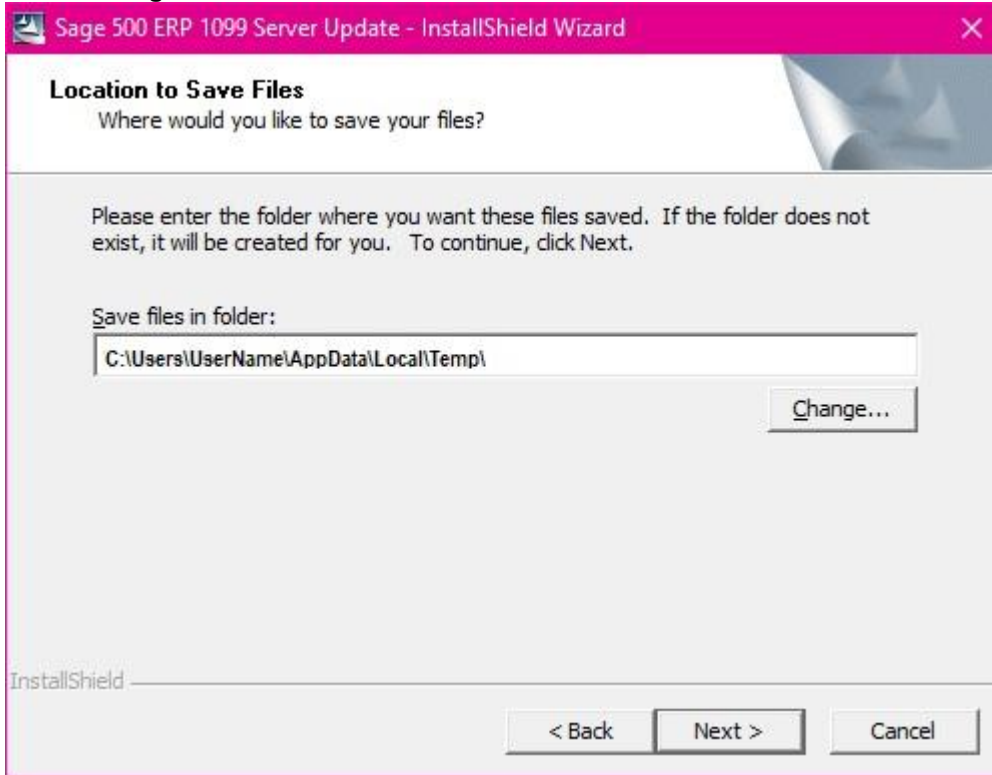 Sage 500 ERP 1099 Server Update - InstallShield Wizard
Location to Save Files
Where would you like to save your files?
Please enter the folder where you want these files saved.  If the folder does not
exist, it will be created for you.   To continue, click Next.
Save files in folder:
C:\Users\UserName\AppData\Local\Temp\
Change...
InstallShield
< Back Next > Cancel